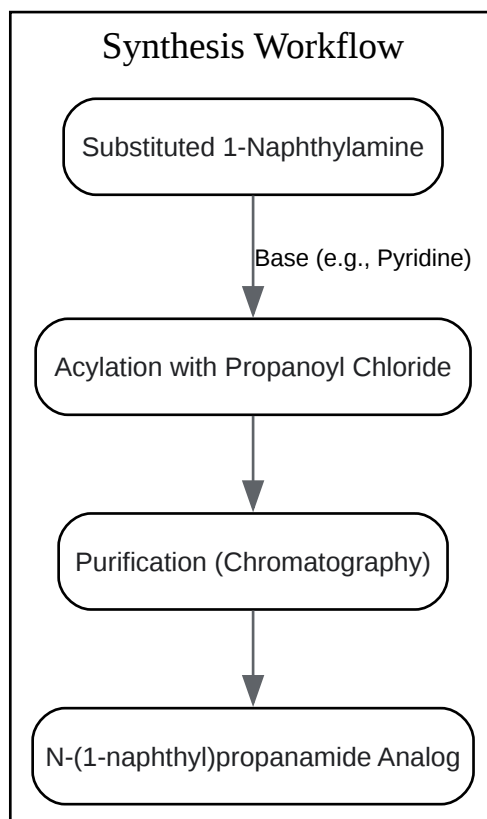 Synthesis Workflow
Substituted 1-Naphthylamine
Base (e.g., Pyridine)
Acylation with Propanoyl Chloride
Purification (Chromatography)
N-(1-naphthyl)propanamide Analog